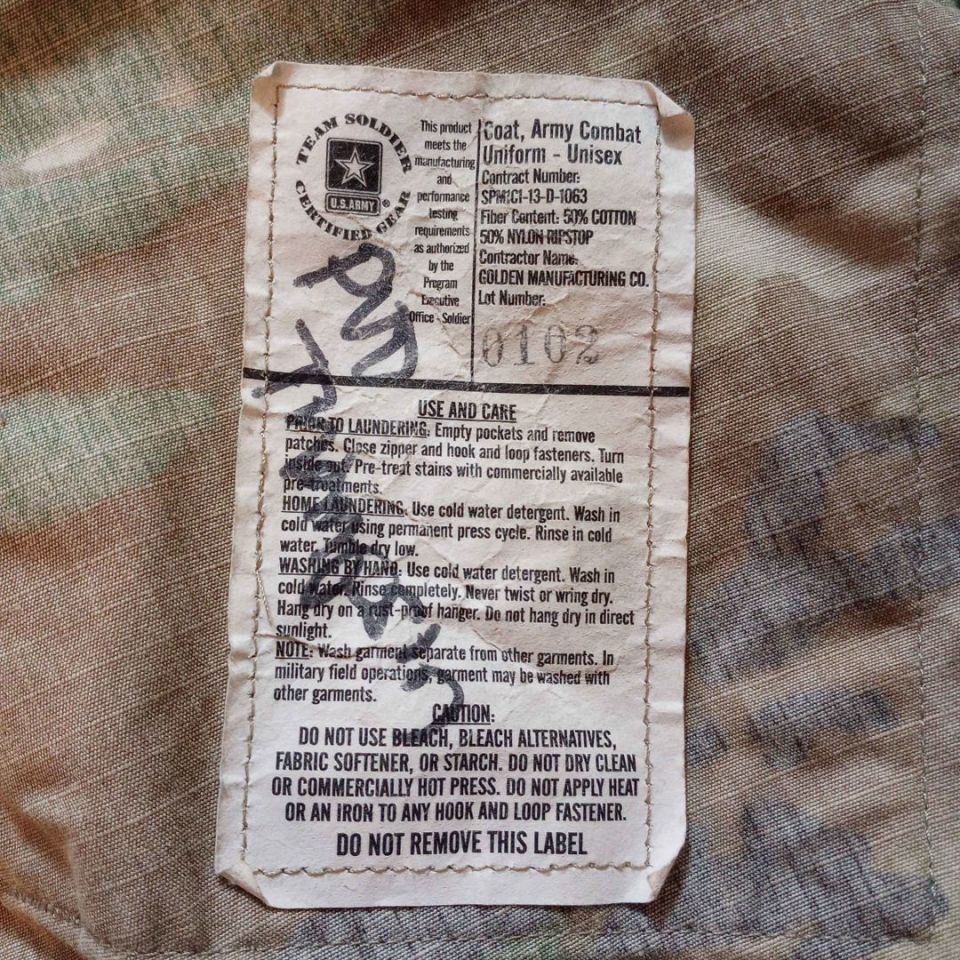 TEAM SOLDIER
U.S.ARMY®
CERTIFIED GEAR
This product
meets the
manufacturing
and
performance
testing
requirements
as authorized
by the
Program
Executive
Office - Soldier
Coat, Army Combat
Uniform - Unisex
Contract Number:
SPM1C1-13-D-1063
Fiber Content: 50% COTTON
50% NYLON RIPSTOP
Contractor Name:
GOLDEN MANUFACTURING CO.
Lot Number:
0102
USE AND CARE
PRIOR TO LAUNDERING: Empty pockets and remove
patches. Close zipper and hook and loop fasteners. Turn
inside out. Pre-treat stains with commercially available
pre-treatments.
HOME LAUNDERING: Use cold water detergent. Wash in
cold water using permanent press cycle. Rinse in cold
water. Tumble dry low.
WASHING BY HAND: Use cold water detergent. Wash in
cold water. Rinse completely. Never twist or wring dry.
Hang dry on a rust-proof hanger. Do not hang dry in direct
sunlight.
NOTE: Wash garment separate from other garments. In
military field operations, garment may be washed with
other garments.
CAUTION:
DO NOT USE BLEACH, BLEACH ALTERNATIVES,
FABRIC SOFTENER, OR STARCH. DO NOT DRY CLEAN
OR COMMERCIALLY HOT PRESS. DO NOT APPLY HEAT
OR AN IRON TO ANY HOOK AND LOOP FASTENER.
DO NOT REMOVE THIS LABEL